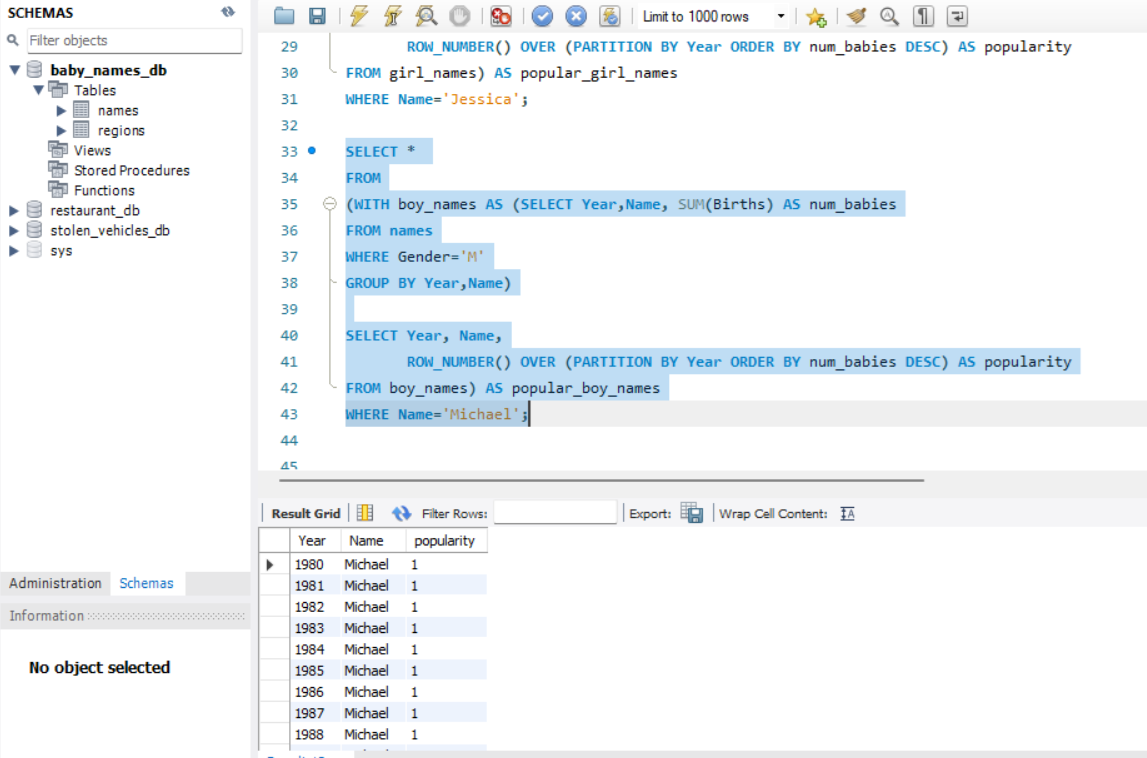 SCHEMAS
Filter objects
baby_names_db
Tables
names
regions
Views
Stored Procedures
Functions
restaurant_db
stolen_vehicles_db
sys
Administration Schemas
Information
No object selected
Limit to 1000 rows
29 ROW_NUMBER() OVER (PARTITION BY Year ORDER BY num_babies DESC) AS popularity
30 FROM girl_names) AS popular_girl_names
31 WHERE Name='Jessica';
32
33 SELECT *
34 FROM
35 (WITH boy_names AS (SELECT Year,Name, SUM(Births) AS num_babies
36 FROM names
37 WHERE Gender='M'
38 GROUP BY Year,Name)
39
40 SELECT Year, Name,
41 ROW_NUMBER() OVER (PARTITION BY Year ORDER BY num_babies DESC) AS popularity
42 FROM boy_names) AS popular_boy_names
43 WHERE Name='Michael';
44
45
Result Grid Filter Rows: Export: Wrap Cell Content:
Year Name popularity
1980 Michael 1
1981 Michael 1
1982 Michael 1
1983 Michael 1
1984 Michael 1
1985 Michael 1
1986 Michael 1
1987 Michael 1
1988 Michael 1